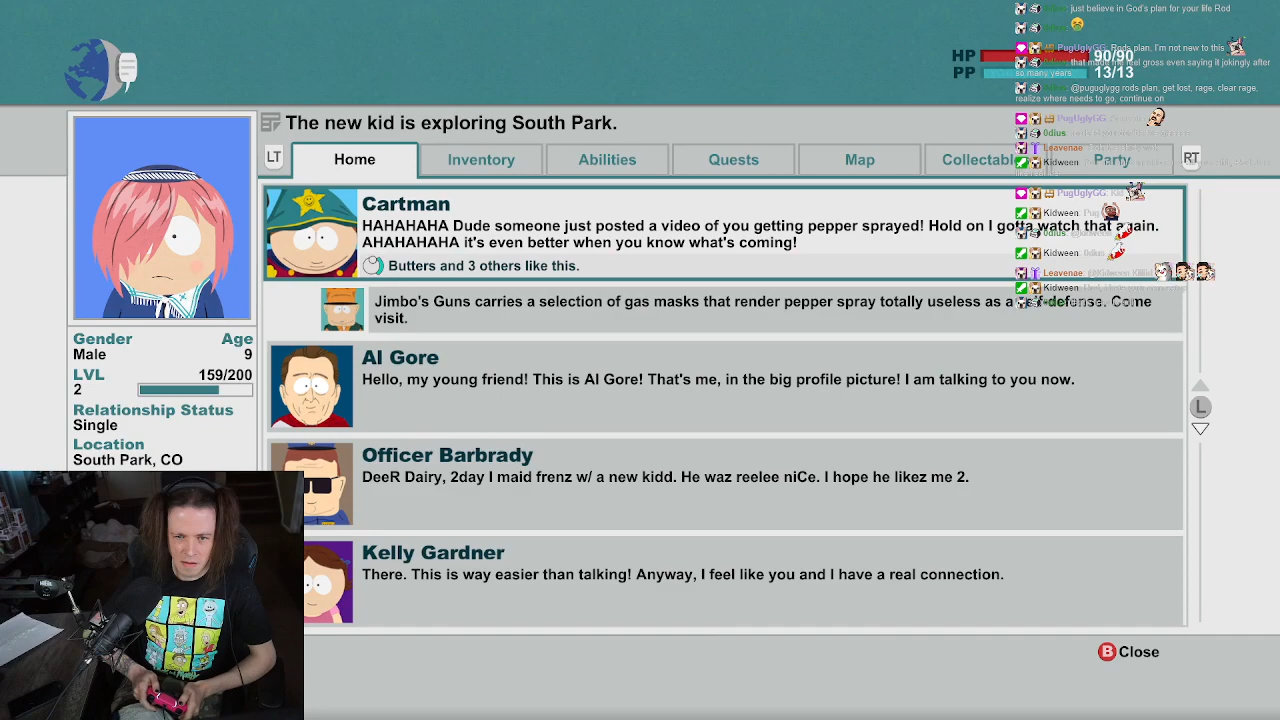 just believe in God's plan for your life Rod
PugUglyGG: Rods plan, I'm not new to this
that made me feel gross even saying it jokingly after
so many years
@puguglygg rods plan, get lost, rage, clear rage,
realize where needs to go, continue on
PugUglyGG
0dius
Leavenae
Kidween
HP 90/90
PP 13/13
The new kid is exploring South Park.
LT Home Inventory Abilities Quests Map Party RT
Cartman
HAHAHAHA Dude someone just posted a video of you getting pepper sprayed! Hold on I gotta watch that again.
AHAHAHAHA it's even better when you know what's coming!
Butters and 3 others like this.
PugUglyGG: Kid
Kidween: Pug
0dius
Kidween
Leavenae: @Kidween
Kidween
Jimbo's Guns carries a selection of gas masks that render pepper spray totally useless as a defense. Come
visit.
Al Gore
Hello, my young friend! This is Al Gore! That's me, in the big profile picture! I am talking to you now.
L
Officer Barbrady
DeeR Dairy, 2day I maid frenz w/ a new kidd. He waz reelee niCe. I hope he likez me 2.
Kelly Gardner
There. This is way easier than talking! Anyway, I feel like you and I have a real connection.
Gender Age
Male 9
LVL 159/200
2
Relationship Status
Single
Location
South Park, CO
B Close